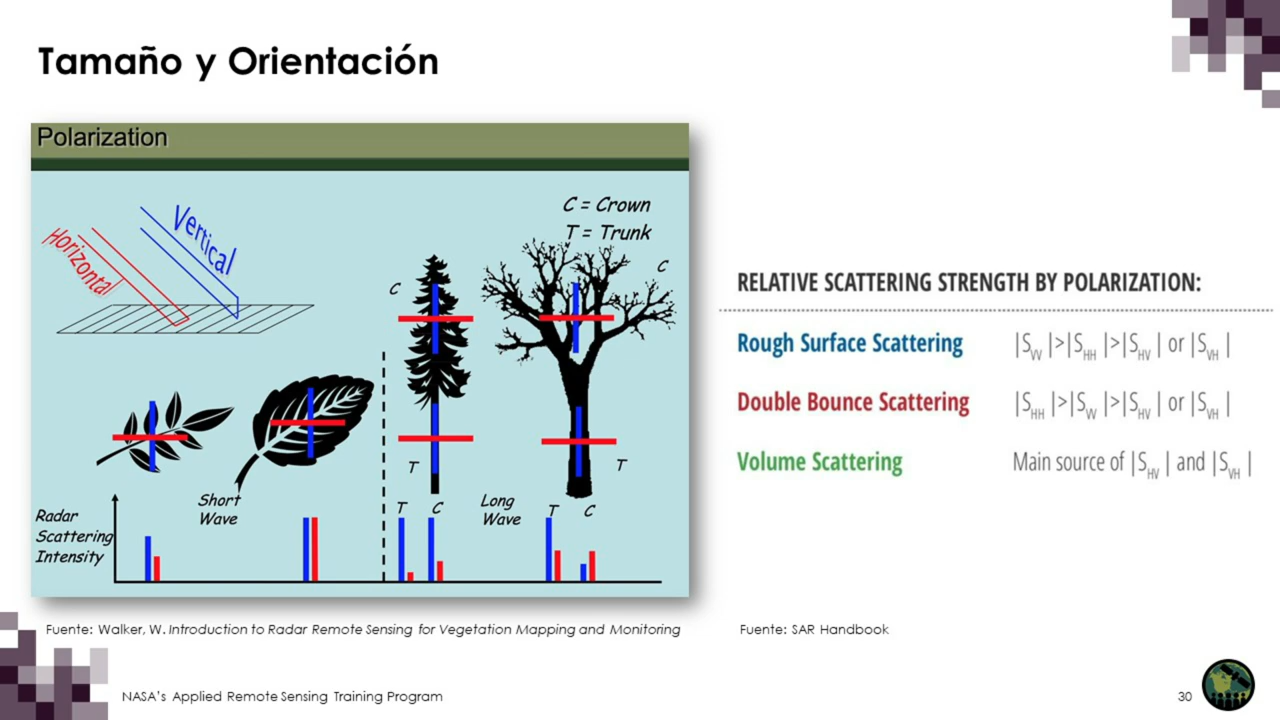 Tamaño y Orientación
Polarization
C = Crown
T = Trunk
Vertical
Horizontal
C
C
T
T
Short
Wave
Long
Wave
T C
T C
Radar
Scattering
Intensity
RELATIVE SCATTERING STRENGTH BY POLARIZATION:
Rough Surface Scattering |S_VV|>|S_HH|>|S_HV| or |S_VH|
Double Bounce Scattering |S_HH|>|S_VV|>|S_HV| or |S_VH|
Volume Scattering Main source of |S_HV| and |S_VH|
Fuente: Walker, W. Introduction to Radar Remote Sensing for Vegetation Mapping and Monitoring
Fuente: SAR Handbook
NASA's Applied Remote Sensing Training Program
30